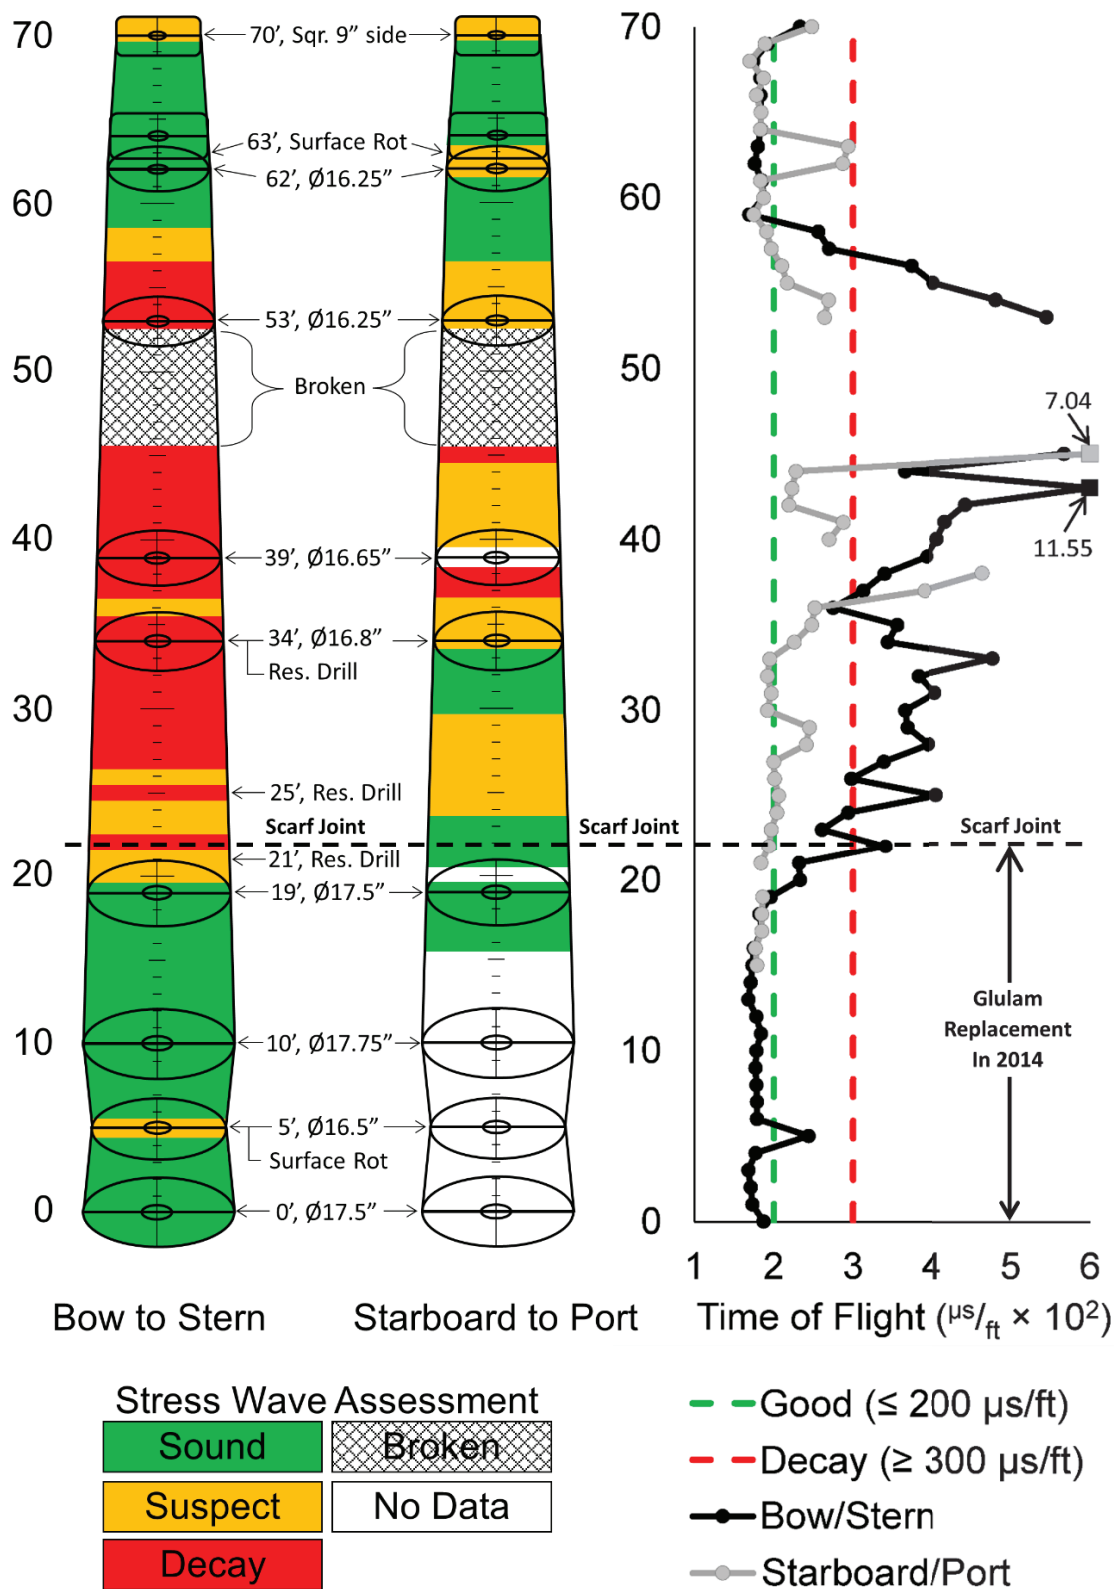 70
70', Sqr. 9” side
63', Surface Rot
62', Ø16.25”
60
53', Ø16.25”
50
Broken
40
39', Ø16.65”
34', Ø16.8”
Res. Drill
30
25', Res. Drill
Scarf Joint
21', Res. Drill
20
19', Ø17.5”
10
10', Ø17.75”
5', Ø16.5”
Surface Rot
0
0', Ø17.5”
Bow to Stern
Starboard to Port
70
60
50
7.04
40
11.55
30
Scarf Joint
Scarf Joint
20
Glulam
Replacement
In 2014
10
0
1 2 3 4 5 6
Time of Flight (µs/ft × 10²)
Stress Wave Assessment
Sound
Broken
Suspect
No Data
Decay
Good (≤ 200 µs/ft)
Decay (≥ 300 µs/ft)
Bow/Stern
Starboard/Port